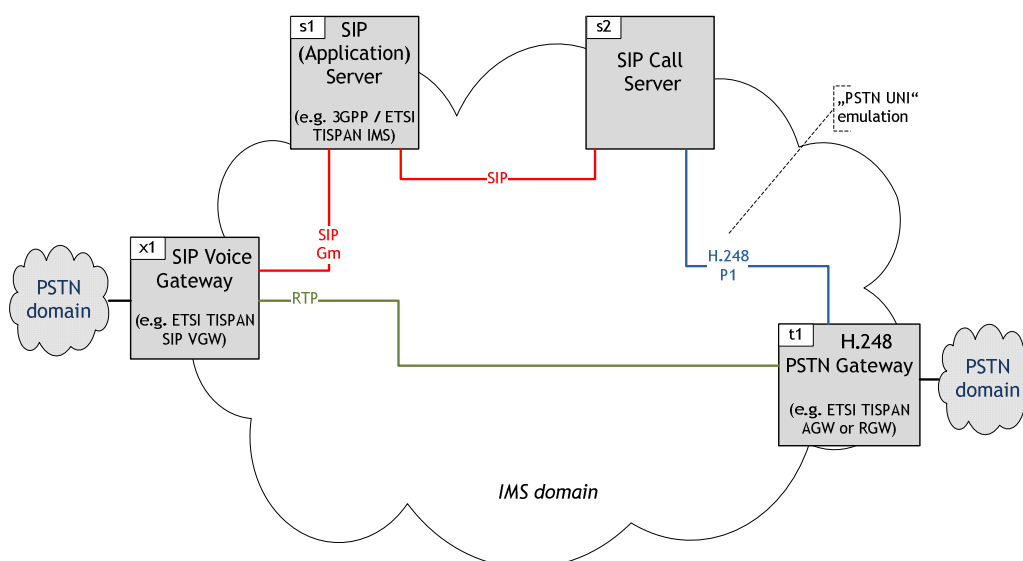 s1
SIP
(Application)
Server
(e.g. 3GPP / ETSI
TISPAN IMS)
s2
SIP Call
Server
„PSTN UNI“
emulation
SIP
SIP
Gm
H.248
P1
x1
SIP Voice
Gateway
(e.g. ETSI TISPAN
SIP VGW)
PSTN
domain
RTP
t1
H.248
PSTN Gateway
(e.g. ETSI TISPAN
AGW or RGW)
PSTN
domain
IMS domain